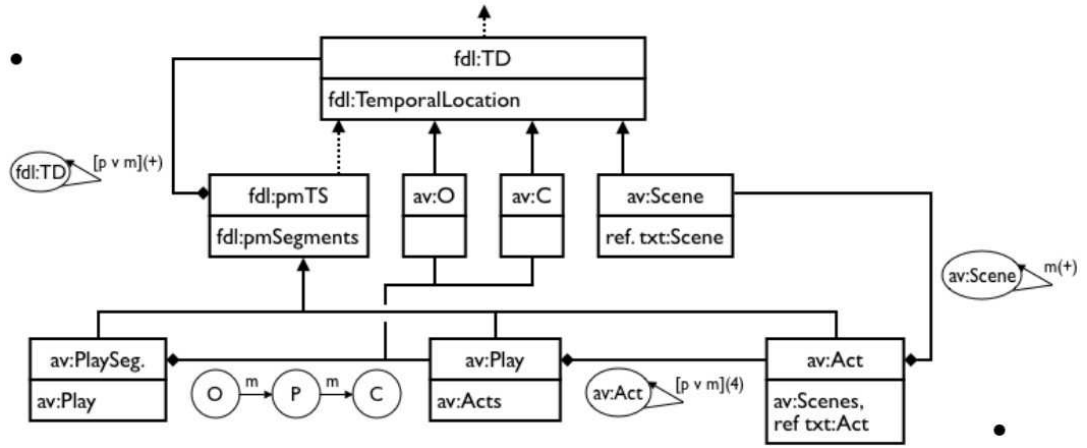 fdl:TD
fdl:TemporalLocation
fdl:TD
[p v m](+)
fdl:pmTS
fdl:pmSegments
av:O
av:C
av:Scene
ref. txt:Scene
av:Scene
m(+)
av:PlaySeg.
av:Play
O
m
P
m
C
av:Play
av:Acts
av:Act
[p v m](4)
av:Act
av:Scenes,
ref txt:Act